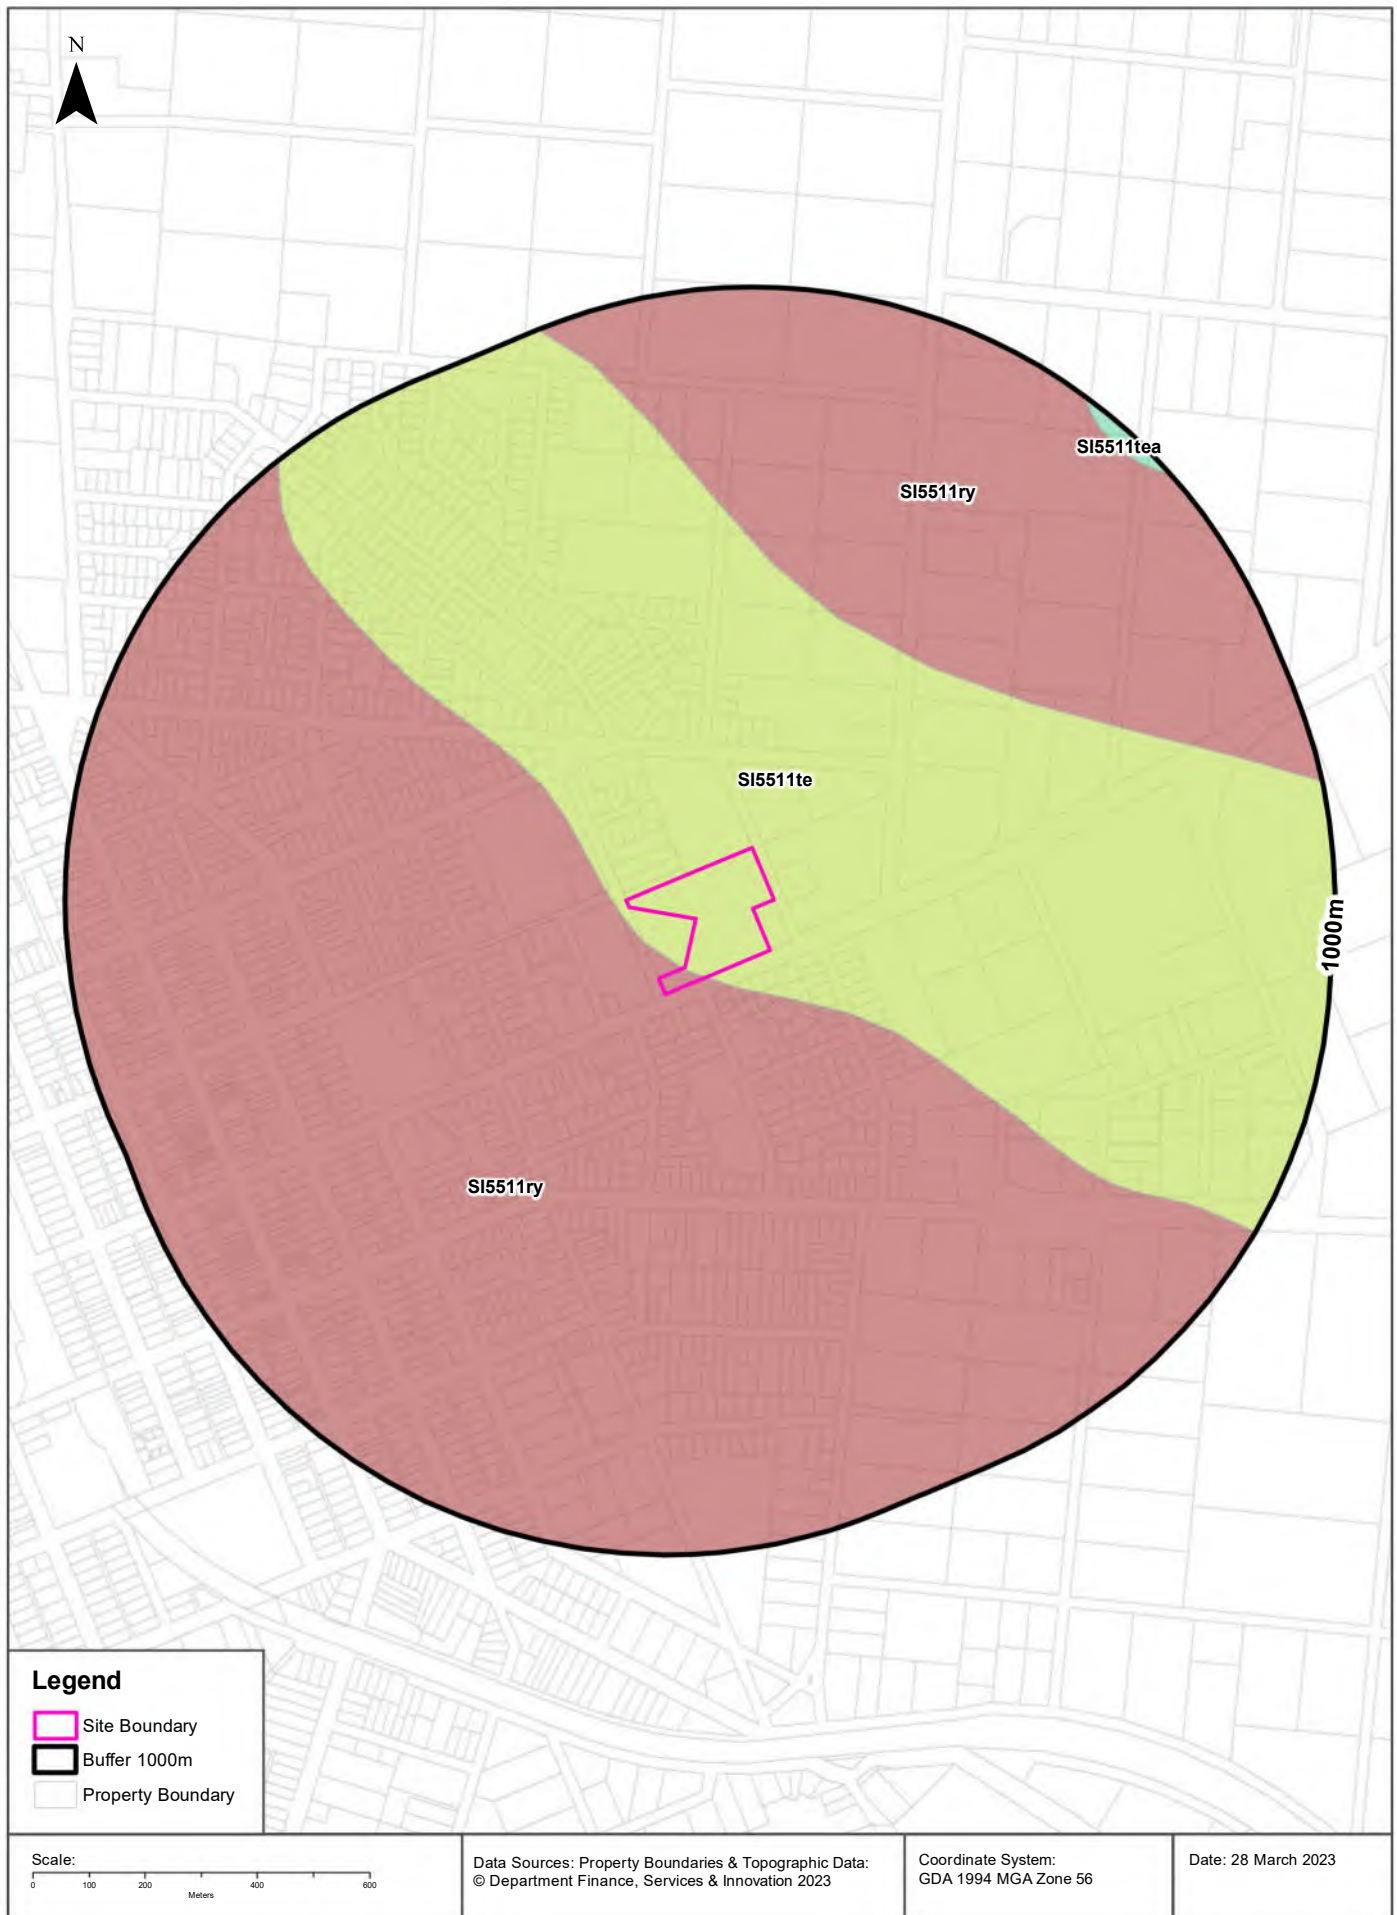 N
SI5511tea
SI5511ry
SI5511te
1000m
SI5511ry
Legend
Site Boundary
Buffer 1000m
Property Boundary
Scale:
0 100 200 400 600
Meters
Data Sources: Property Boundaries & Topographic Data:
© Department Finance, Services & Innovation 2023
Coordinate System:
GDA 1994 MGA Zone 56
Date: 28 March 2023